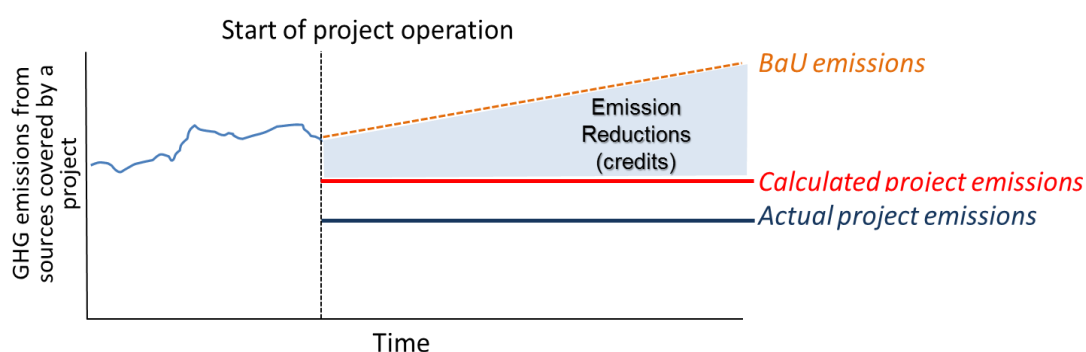 Start of project operation
GHG emissions from
sources covered by a
project
BaU emissions
Emission
Reductions
(credits)
Calculated project emissions
Actual project emissions
Time